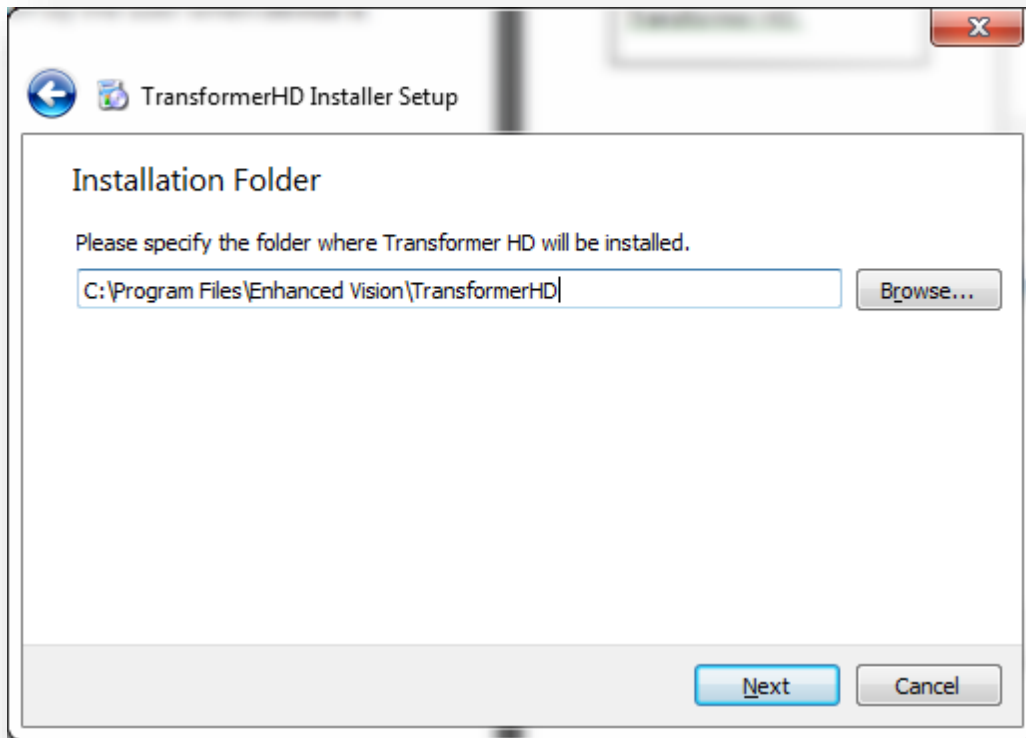 TransformerHD Installer Setup
Installation Folder
Please specify the folder where Transformer HD will be installed.
C:\Program Files\Enhanced Vision\TransformerHD
Browse...
Next
Cancel